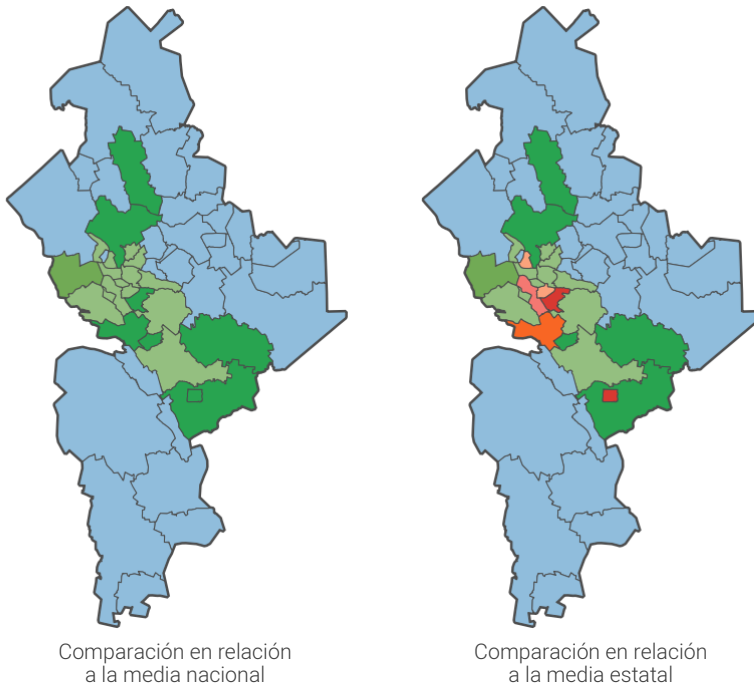 Comparación en relación
a la media nacional
Comparación en relación
a la media estatal